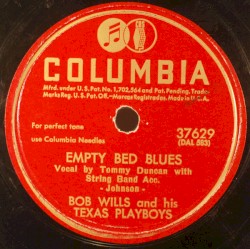 COLUMBIA
Mfrd. under U.S. Pat. No. 1,702,564 and Pat. Pending. Trade
Marks Reg. U.S. Pat. Off.-Marcas Registradas. Made in U.S.A.
For perfect tone
use Columbia Needles
37629
(DAL 583)
EMPTY BED BLUES
Vocal by Tommy Duncan with
String Band Acc.
- Johnson -
BOB WILLS and his
TEXAS PLAYBOYS